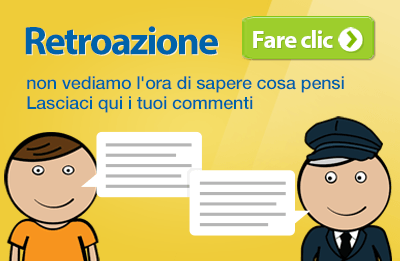 Retroazione
Fare clic
non vediamo l'ora di sapere cosa pensi
Lasciaci qui i tuoi commenti